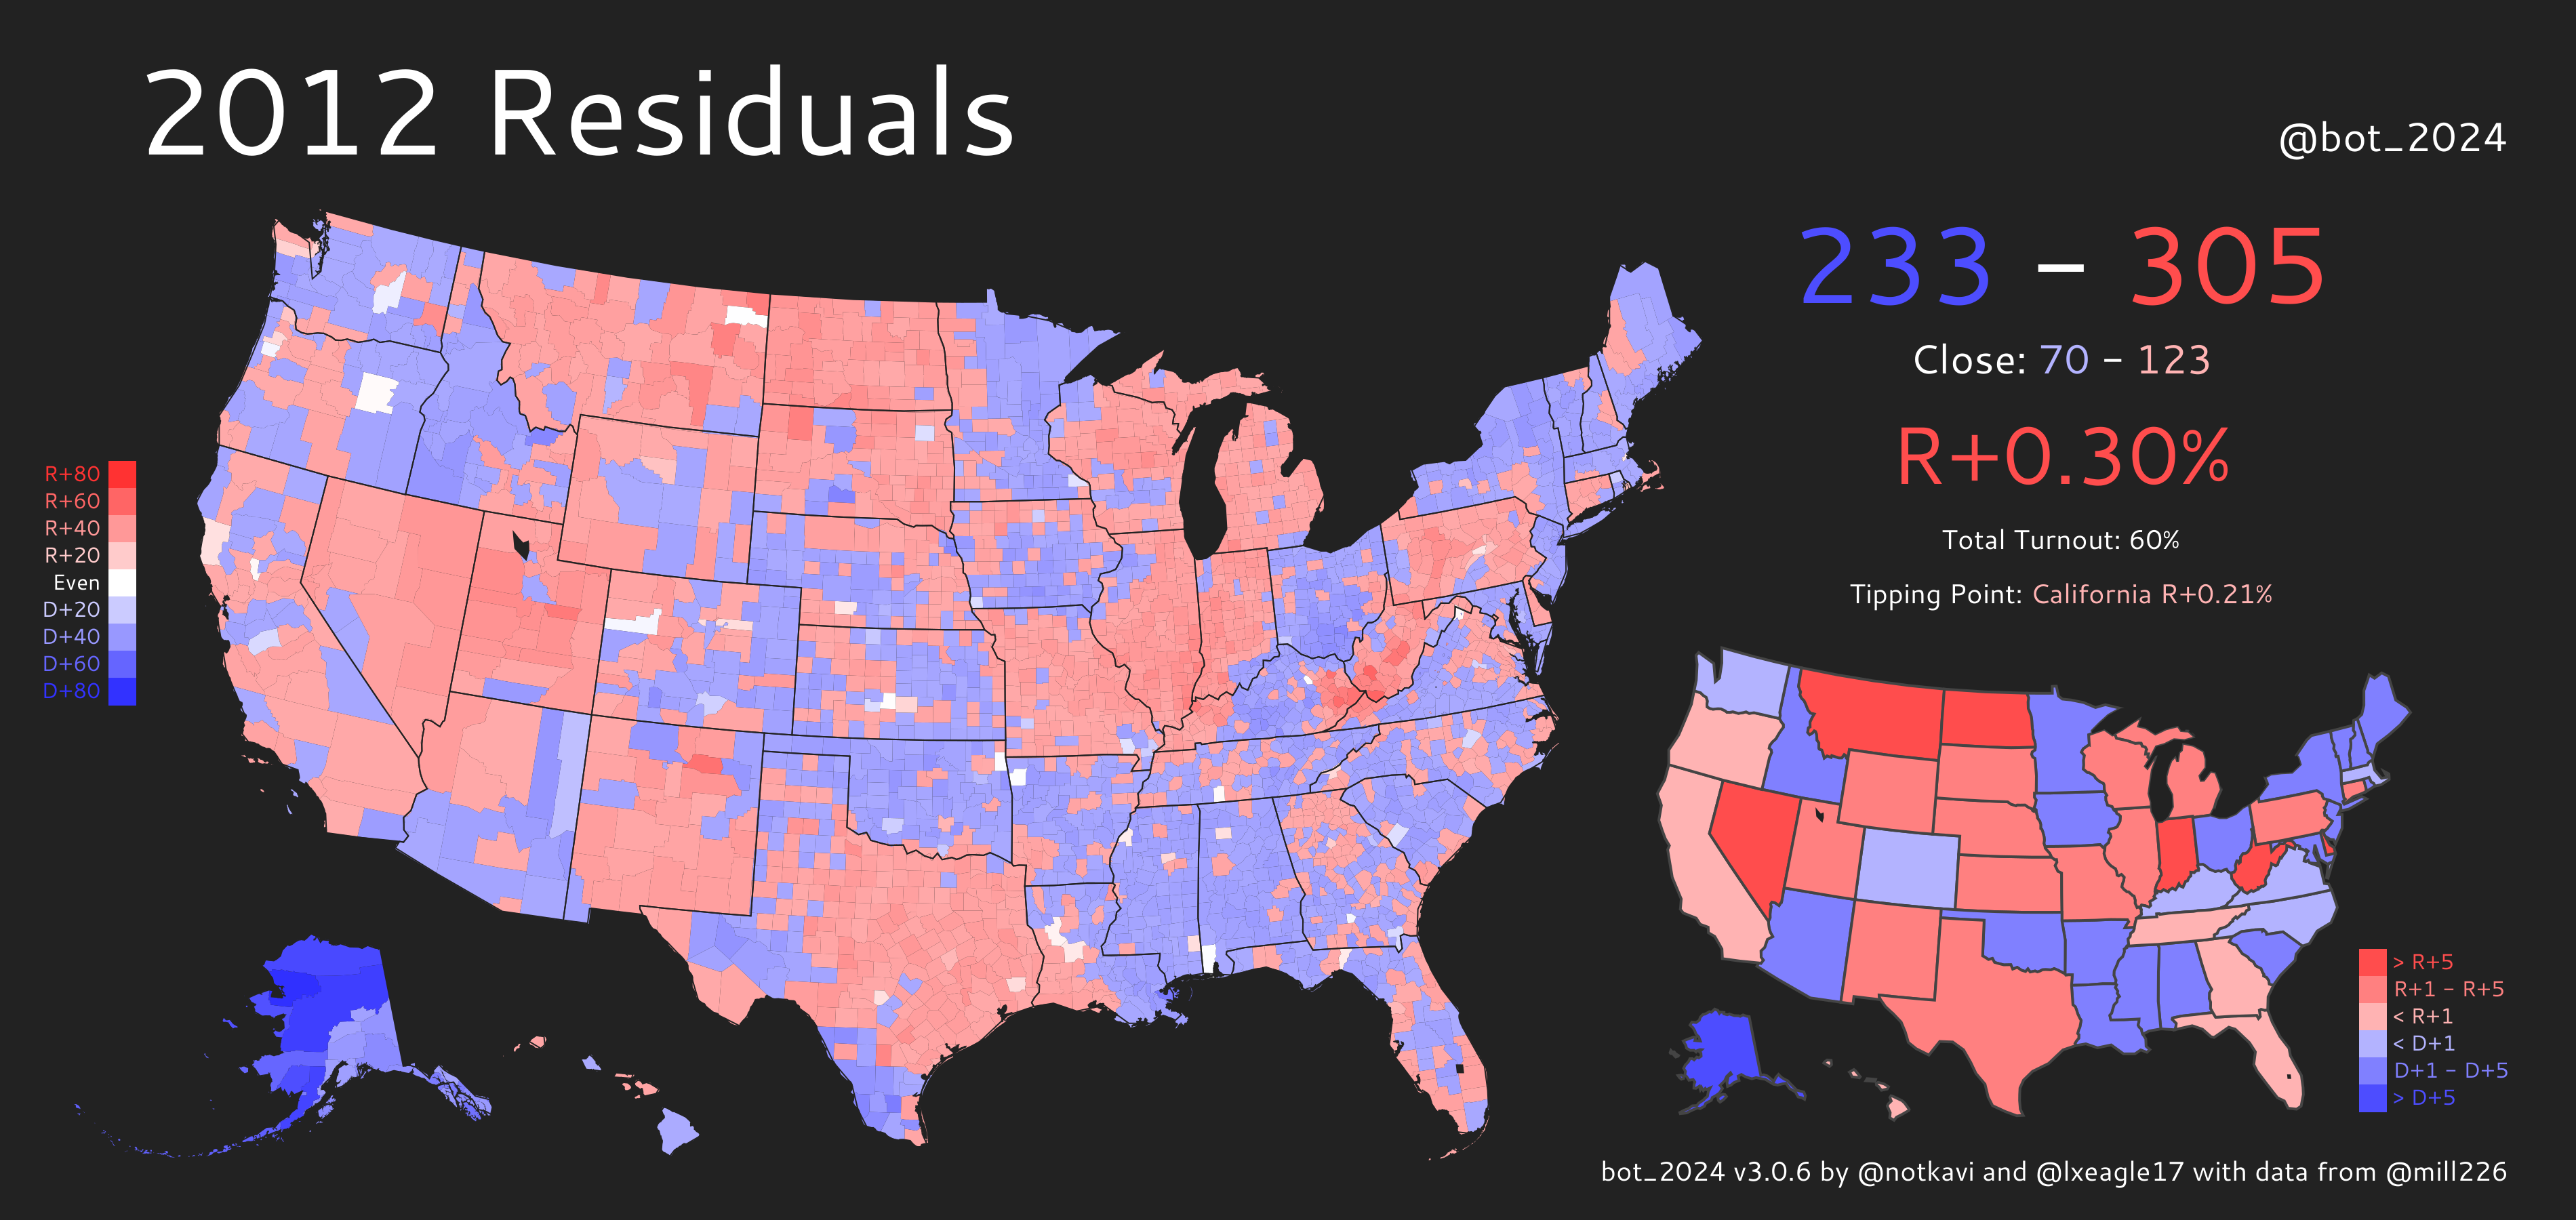 2012 Residuals
@bot_2024
233 – 305
Close: 70 – 123
R+0.30%
Total Turnout: 60%
Tipping Point: California R+0.21%
R+80
R+60
R+40
R+20
Even
D+20
D+40
D+60
D+80
> R+5
R+1 – R+5
< R+1
< D+1
D+1 – D+5
> D+5
bot_2024 v3.0.6 by @notkavi and @lxeagle17 with data from @mill226